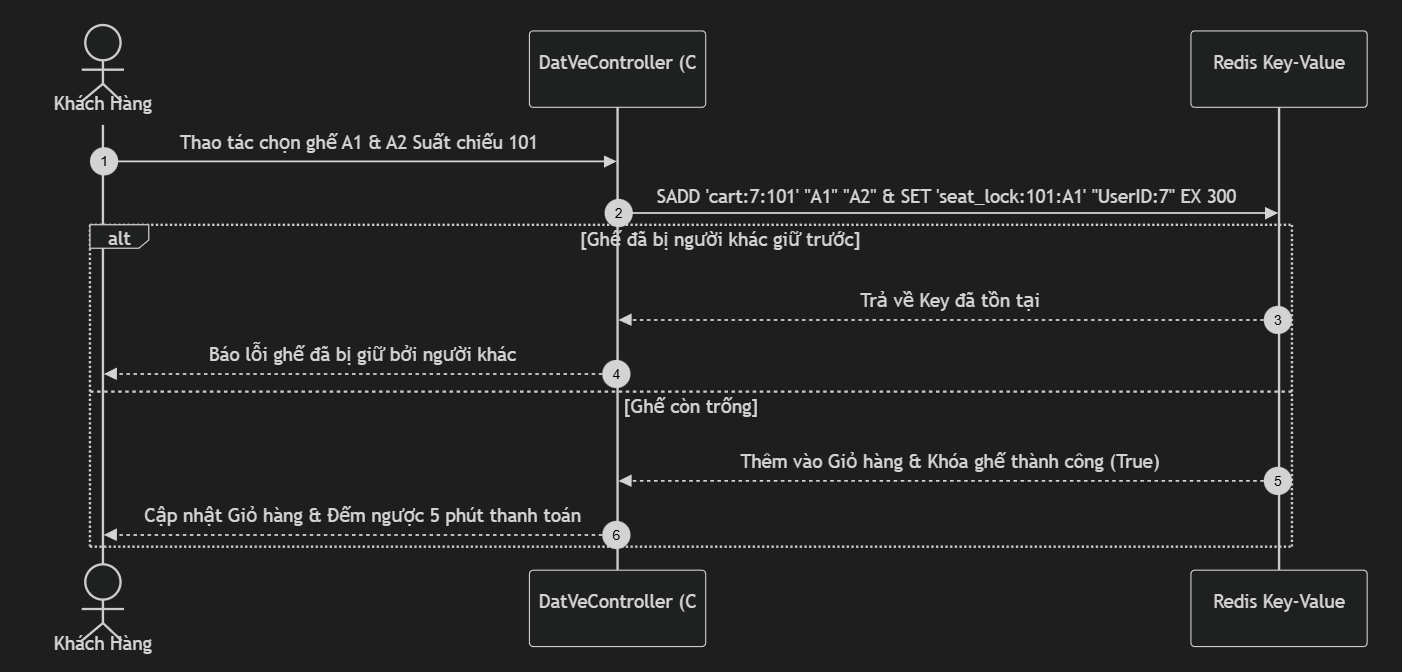 Khách Hàng
DatVeController (C
Redis Key-Value
Thao tác chọn ghế A1 & A2 Suất chiếu 101
1
SADD 'cart:7:101' "A1" "A2" & SET 'seat_lock:101:A1' "UserID:7" EX 300
2
alt
[Ghế đã bị người khác giữ trước]
Trả về Key đã tồn tại
3
Báo lỗi ghế đã bị giữ bởi người khác
4
[Ghế còn trống]
Thêm vào Giỏ hàng & Khóa ghế thành công (True)
5
Cập nhật Giỏ hàng & Đếm ngược 5 phút thanh toán
6
Khách Hàng
DatVeController (C
Redis Key-Value